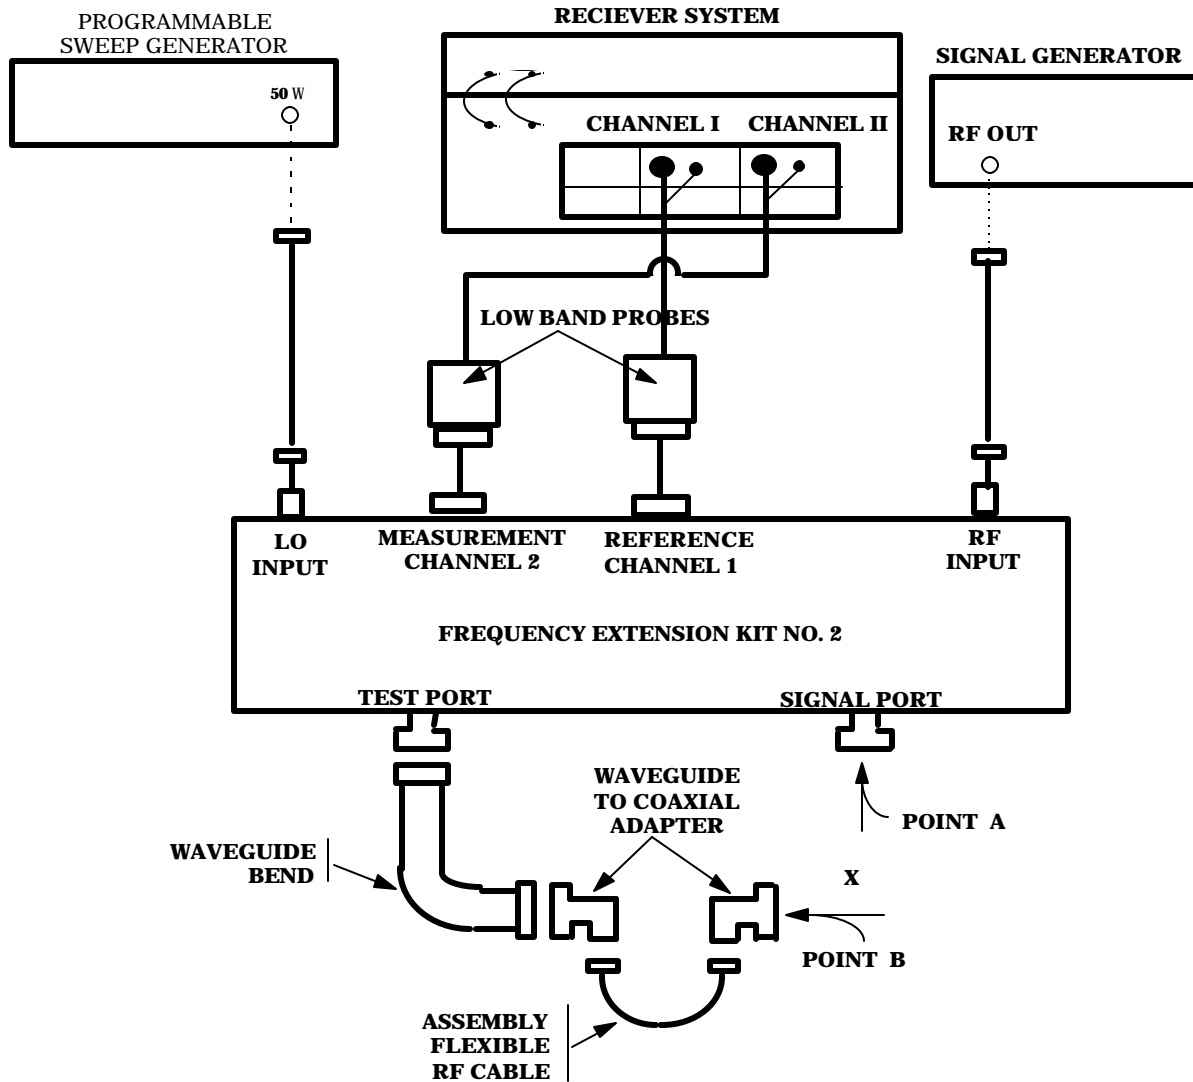 PROGRAMMABLE
SWEEP GENERATOR
50 W
RECIEVER SYSTEM
CHANNEL I
CHANNEL II
SIGNAL GENERATOR
RF OUT
LOW BAND PROBES
LO
INPUT
MEASUREMENT
CHANNEL 2
REFERENCE
CHANNEL 1
RF
INPUT
FREQUENCY EXTENSION KIT NO. 2
TEST PORT
SIGNAL PORT
WAVEGUIDE
TO COAXIAL
ADAPTER
POINT A
WAVEGUIDE
BEND
X
POINT B
ASSEMBLY
FLEXIBLE
RF CABLE